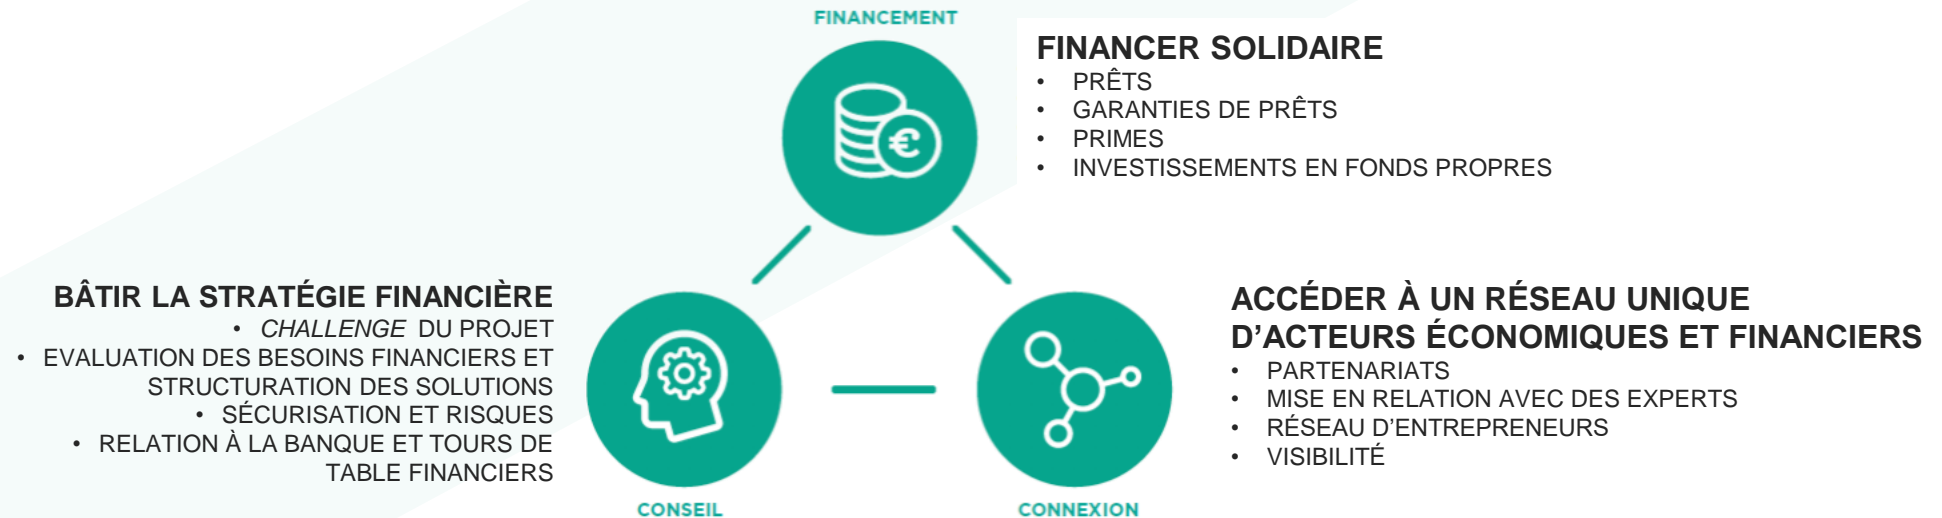 FINANCEMENT
FINANCER SOLIDAIRE
• PRÊTS
• GARANTIES DE PRÊTS
• PRIMES
• INVESTISSEMENTS EN FONDS PROPRES
BÂTIR LA STRATÉGIE FINANCIÈRE
• CHALLENGE DU PROJET
• EVALUATION DES BESOINS FINANCIERS ET
STRUCTURATION DES SOLUTIONS
• SÉCURISATION ET RISQUES
• RELATION À LA BANQUE ET TOURS DE
TABLE FINANCIERS
CONSEIL
ACCÉDER À UN RÉSEAU UNIQUE
D’ACTEURS ÉCONOMIQUES ET FINANCIERS
• PARTENARIATS
• MISE EN RELATION AVEC DES EXPERTS
• RÉSEAU D’ENTREPRENEURS
• VISIBILITÉ
CONNEXION